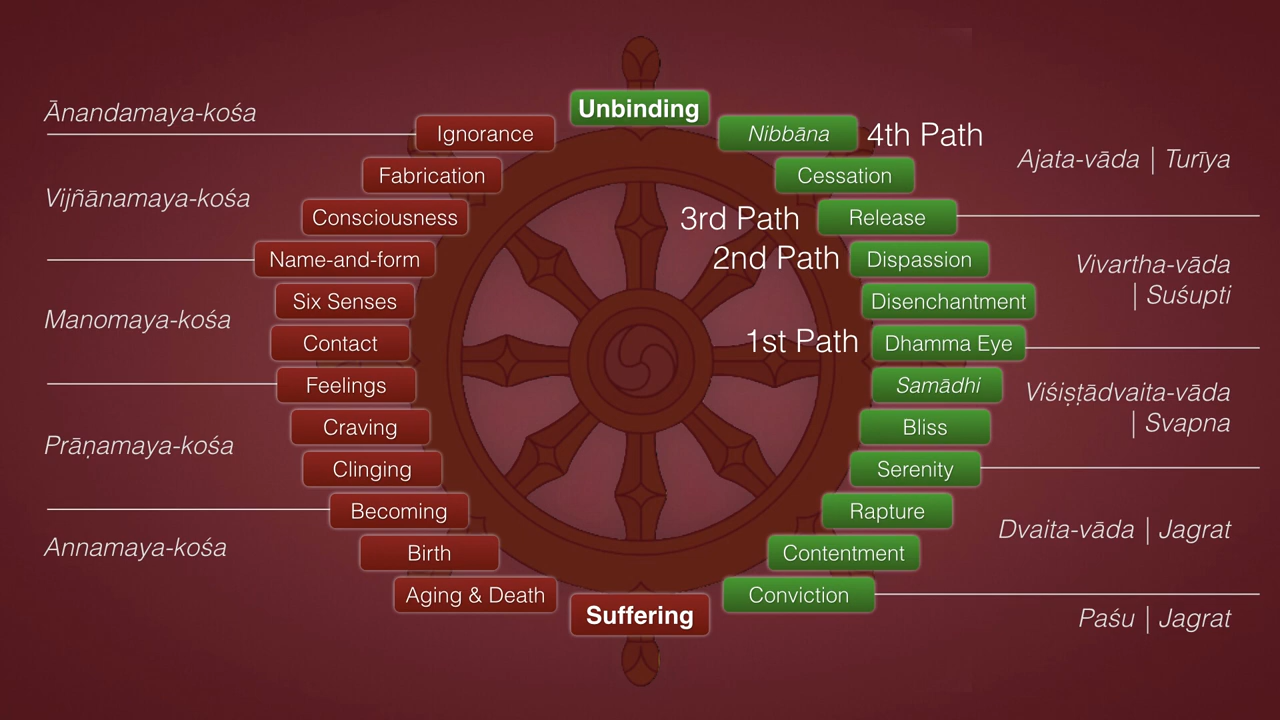 Unbinding
Ānandamaya-kośa
Ignorance
Fabrication
Vijñānamaya-kośa
Consciousness
Name-and-form
Six Senses
Manomaya-kośa
Contact
Feelings
Craving
Prāṇamaya-kośa
Clinging
Becoming
Annamaya-kośa
Birth
Aging & Death
Suffering
Nibbāna 4th Path
Ajata-vāda | Turīya
Cessation
3rd Path Release
2nd Path Dispassion
Vivartha-vāda
| Suśupti
Disenchantment
1st Path Dhamma Eye
Samādhi
Viśiṣṭādvaita-vāda
| Svapna
Bliss
Serenity
Rapture
Dvaita-vāda | Jagrat
Contentment
Conviction
Paśu | Jagrat